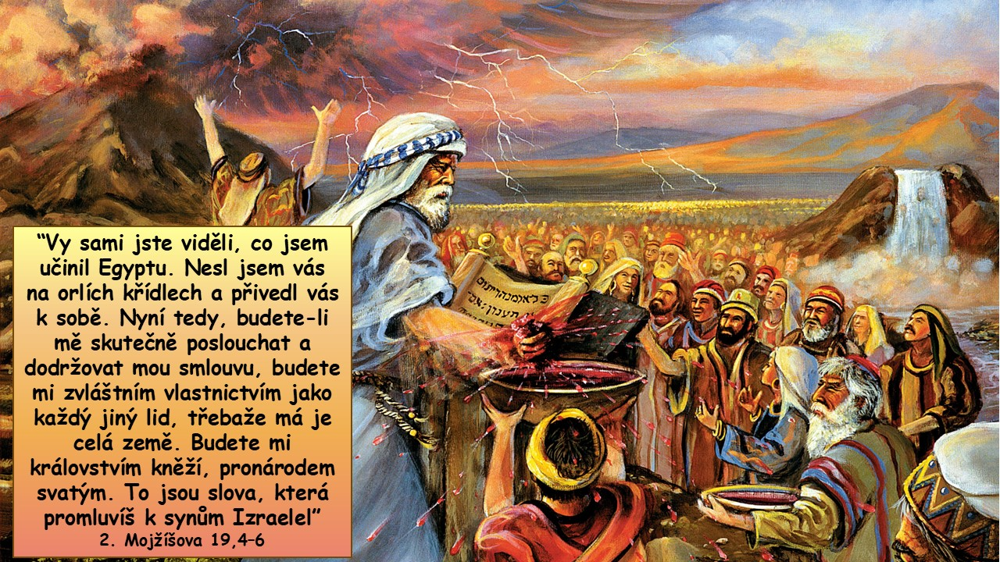 “Vy sami jste viděli, co jsem
učinil Egyptu. Nesl jsem vás
na orlích křídlech a přivedl vás
k sobě. Nyní tedy, budete-li
mě skutečně poslouchat a
dodržovat mou smlouvu, budete
mi zvláštním vlastnictvím jako
každý jiný lid, třebaže má je
celá země. Budete mi
královstvím kněží, pronárodem
svatým. To jsou slova, která
promluvíš k synům Izraelel”
2. Mojžíšova 19,4-6